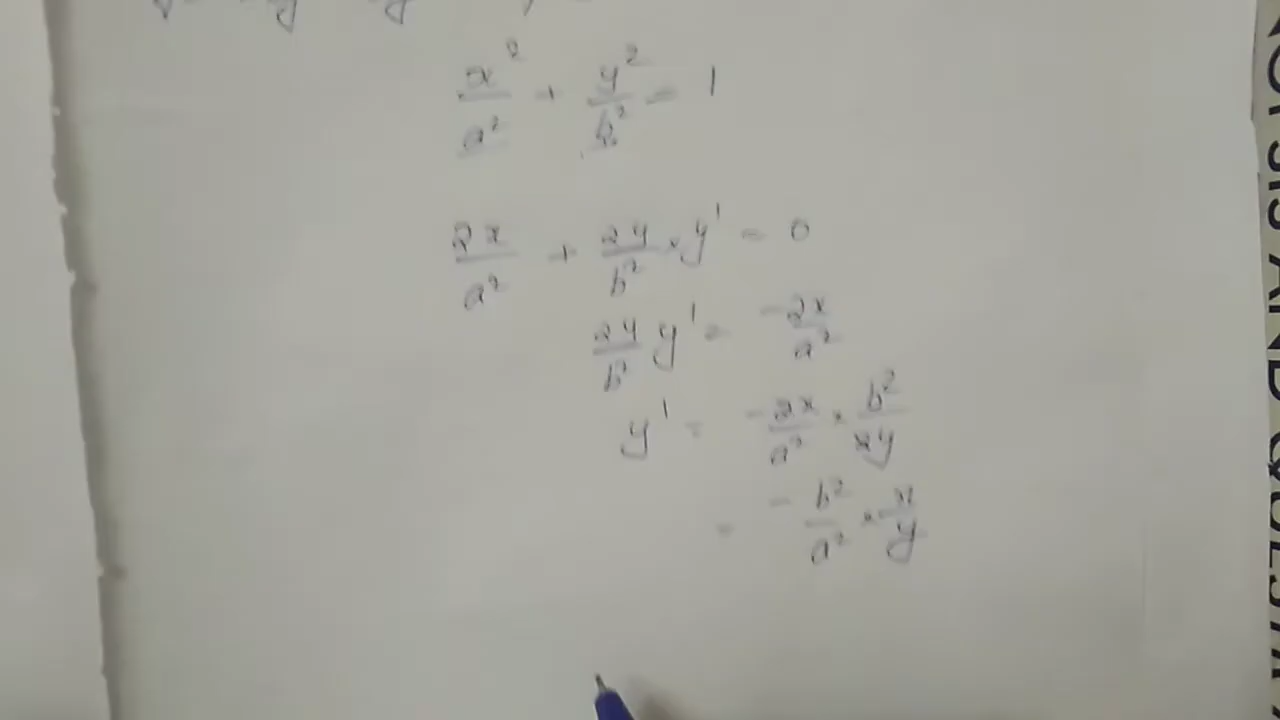 x²/a² + y²/b² = 1
2x/a² + 2y/b² × y' = 0
2y/b² y' = -2x/a²
y' = -2x/a² × b²/2y
= -b²/a² × x/y